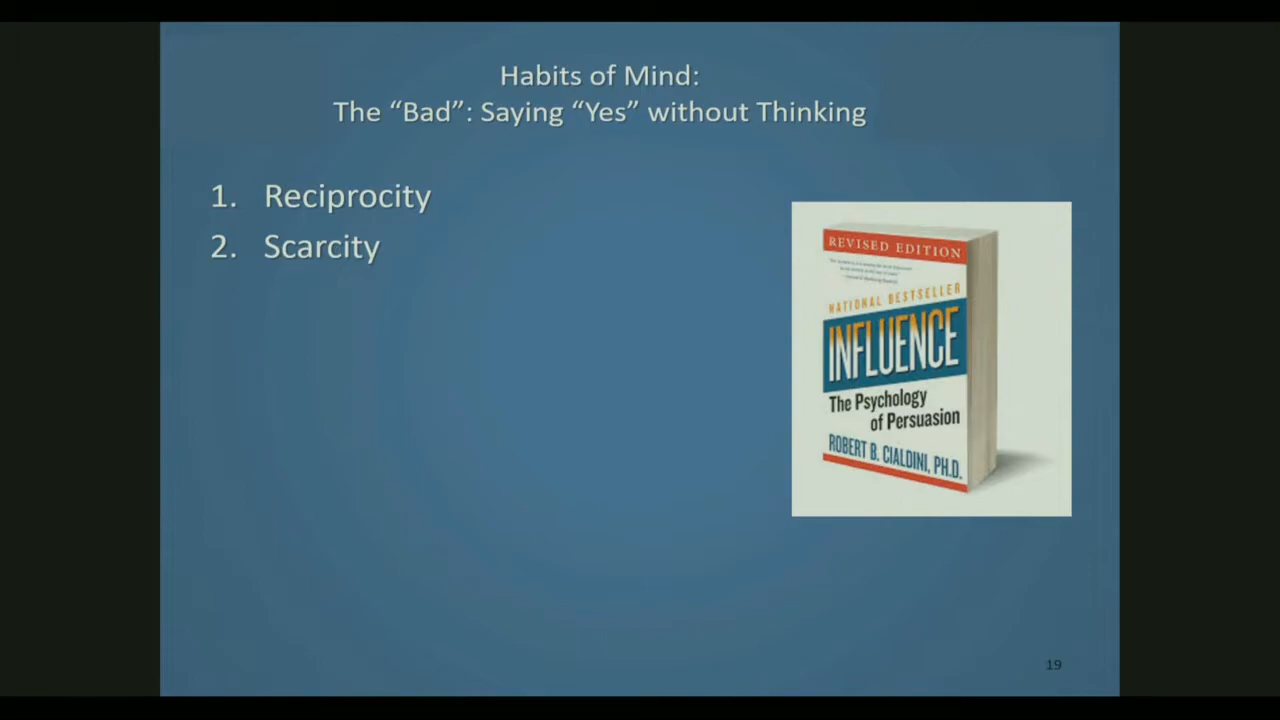 Habits of Mind:
The “Bad”: Saying “Yes” without Thinking
1. Reciprocity
2. Scarcity
REVISED EDITION
NATIONAL BESTSELLER
INFLUENCE
The Psychology
of Persuasion
ROBERT B. CIALDINI, PH.D.
19